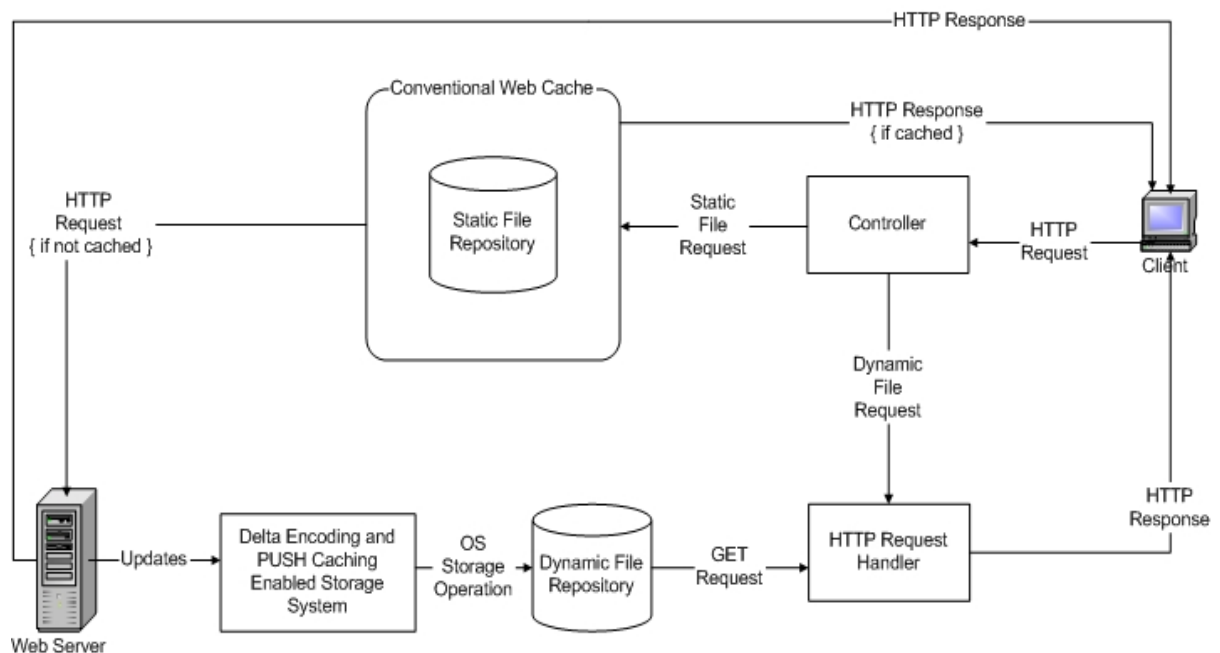 HTTP Response
Conventional Web Cache
HTTP Response
{ if cached }
HTTP
Request
{ if not cached }
Static File
Repository
Static
File
Request
Controller
HTTP
Request
Client
Dynamic
File
Request
HTTP
Response
Updates
Delta Encoding and
PUSH Caching
Enabled Storage
System
OS
Storage
Operation
Dynamic File
Repository
GET
Request
HTTP Request
Handler
Web Server